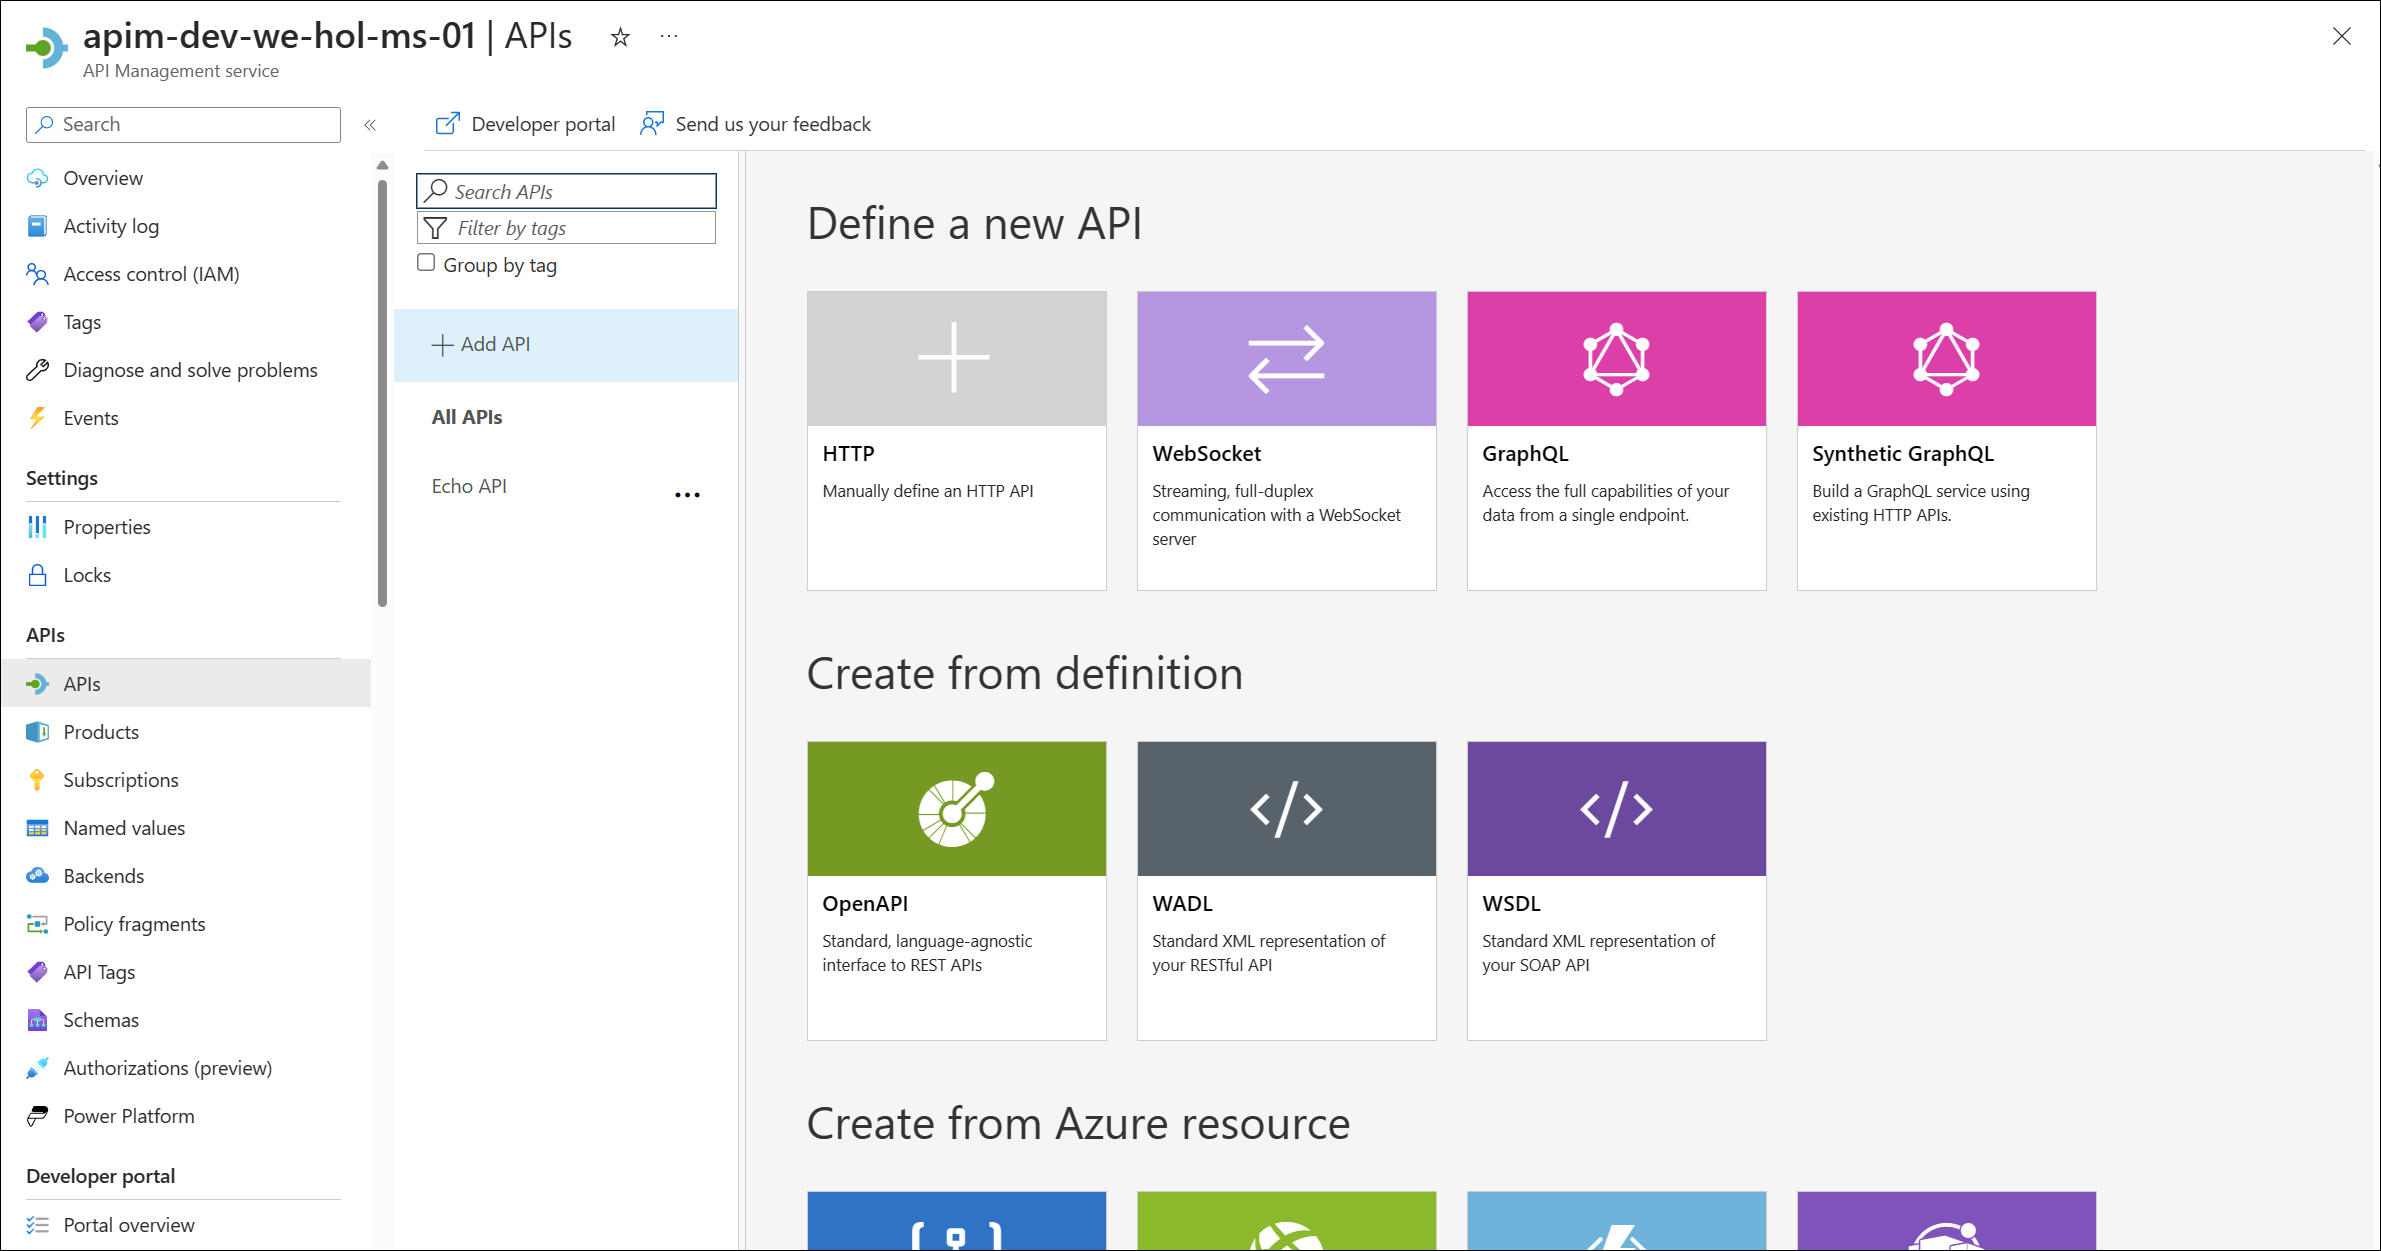 apim-dev-we-hol-ms-01 | APIs
API Management service
Search
Overview
Activity log
Access control (IAM)
Tags
Diagnose and solve problems
Events
Settings
Properties
Locks
APIs
APIs
Products
Subscriptions
Named values
Backends
Policy fragments
API Tags
Schemas
Authorizations (preview)
Power Platform
Developer portal
Portal overview
Developer portal
Send us your feedback
Search APIs
Filter by tags
Group by tag
Add API
All APIs
Echo API
Define a new API
HTTP
Manually define an HTTP API
WebSocket
Streaming, full-duplex
communication with a WebSocket
server
GraphQL
Access the full capabilities of your
data from a single endpoint.
Synthetic GraphQL
Build a GraphQL service using
existing HTTP APIs.
Create from definition
OpenAPI
Standard, language-agnostic
interface to REST APIs
WADL
Standard XML representation of
your RESTful API
WSDL
Standard XML representation of
your SOAP API
Create from Azure resource